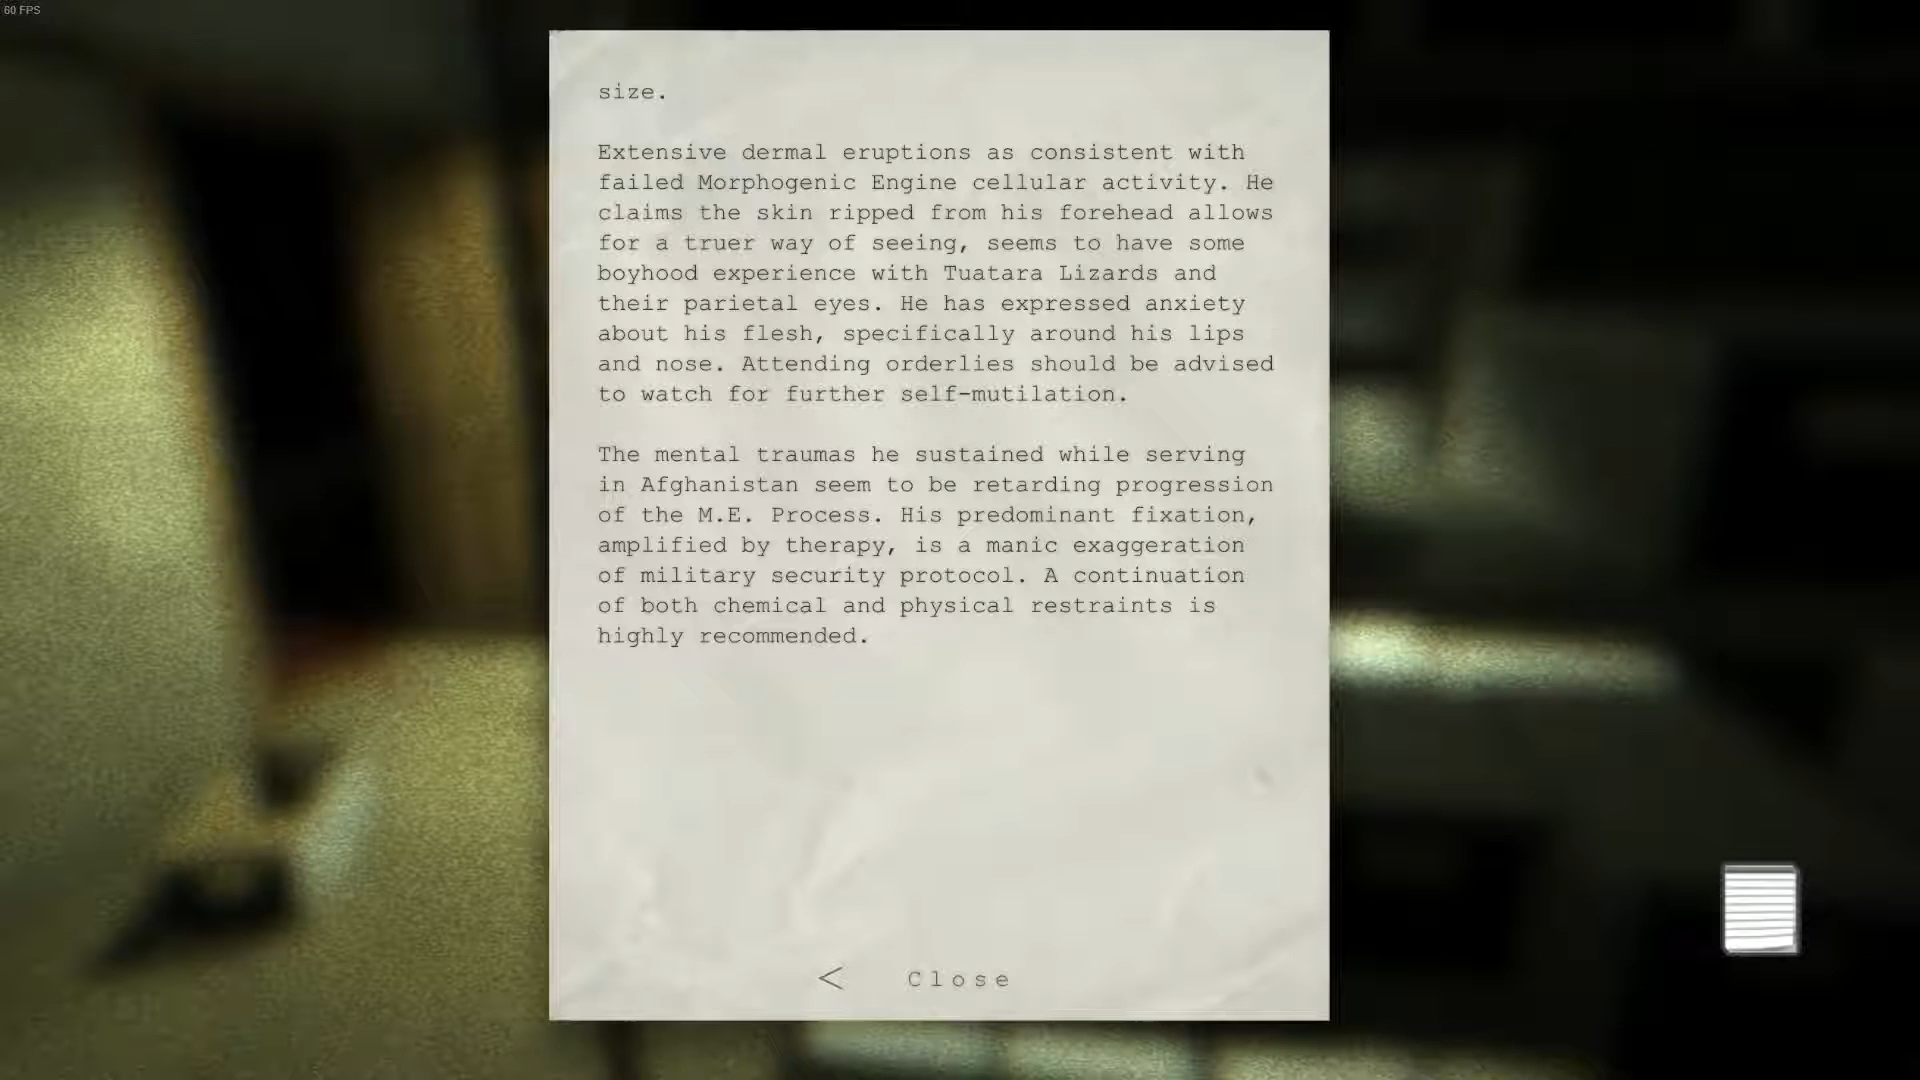 60 FPS
size.
Extensive dermal eruptions as consistent with
failed Morphogenic Engine cellular activity. He
claims the skin ripped from his forehead allows
for a truer way of seeing, seems to have some
boyhood experience with Tuatara Lizards and
their parietal eyes. He has expressed anxiety
about his flesh, specifically around his lips
and nose. Attending orderlies should be advised
to watch for further self-mutilation.
The mental traumas he sustained while serving
in Afghanistan seem to be retarding progression
of the M.E. Process. His predominant fixation,
amplified by therapy, is a manic exaggeration
of military security protocol. A continuation
of both chemical and physical restraints is
highly recommended.
< Close